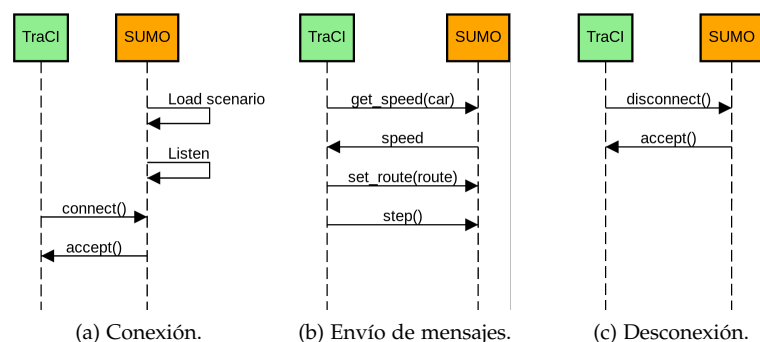 TraCI
SUMO
Load scenario
Listen
connect()
accept()
(a) Conexión.
TraCI
SUMO
get_speed(car)
speed
set_route(route)
step()
(b) Envío de mensajes.
TraCI
SUMO
disconnect()
accept()
(c) Desconexión.